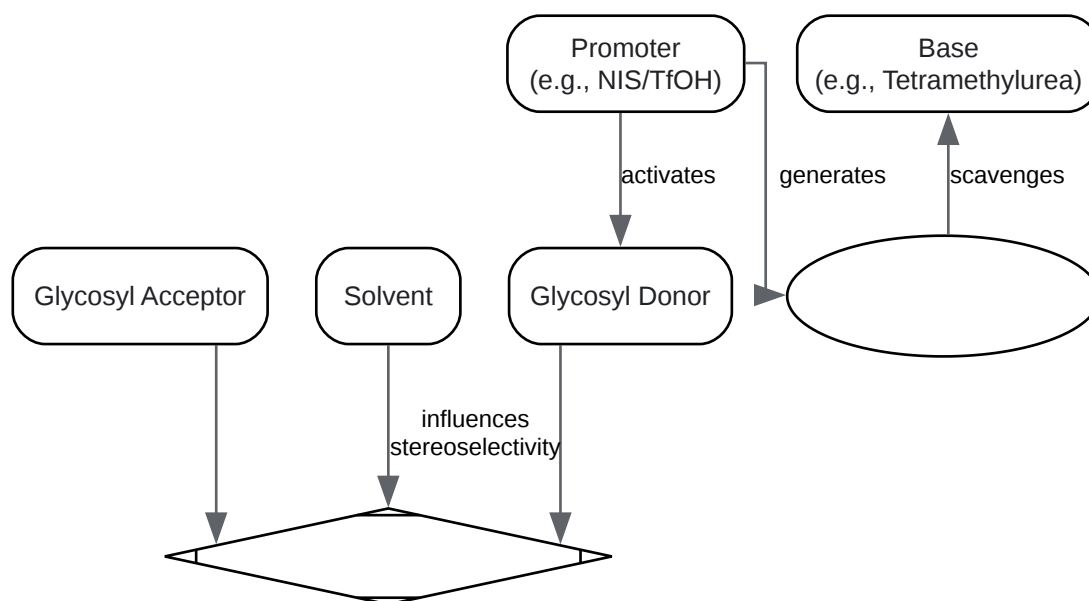 Promoter
(e.g., NIS/TfOH)
Base
(e.g., Tetramethylurea)
activates
generates
scavenges
Glycosyl Acceptor
Solvent
Glycosyl Donor
influences
stereoselectivity